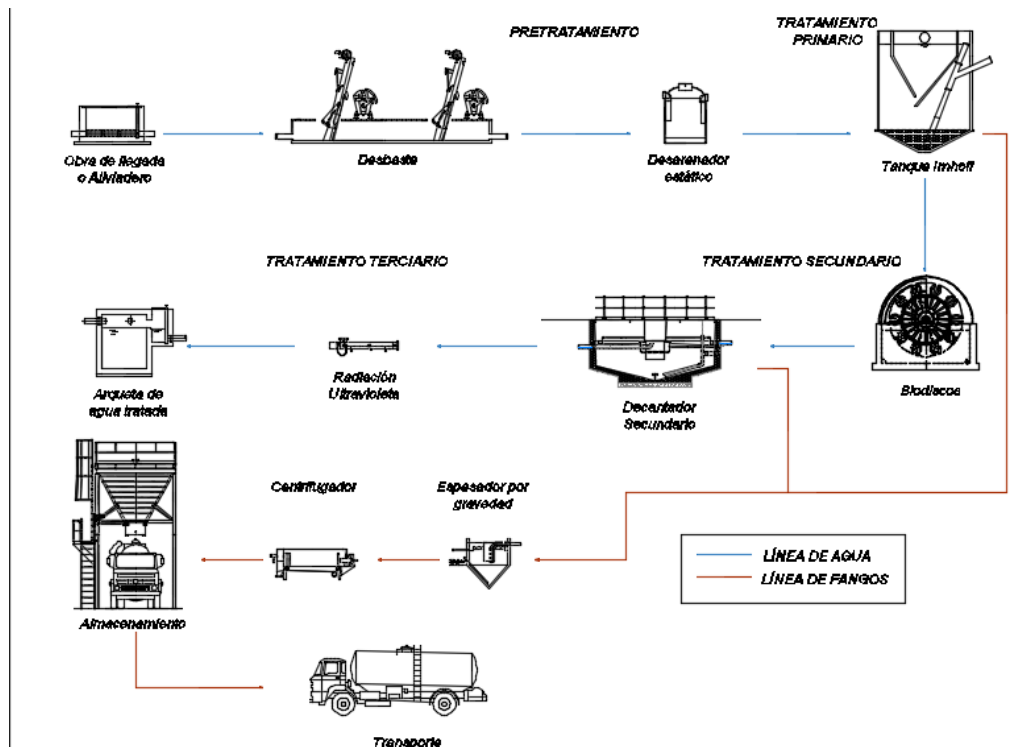 PRETRATAMIENTO
TRATAMIENTO
PRIMARIO
Obra de llegada
o Aliviadero
Desbaste
Desarenador
estático
Tanque Imhoff
TRATAMIENTO TERCIARIO
TRATAMIENTO SECUNDARIO
Arqueta de
agua tratada
Radiación
Ultravioleta
Decantador
Secundario
Biodiscos
Centrifugador
Espesador por
gravedad
LÍNEA DE AGUA
LÍNEA DE FANGOS
Almacenamiento
Transporte